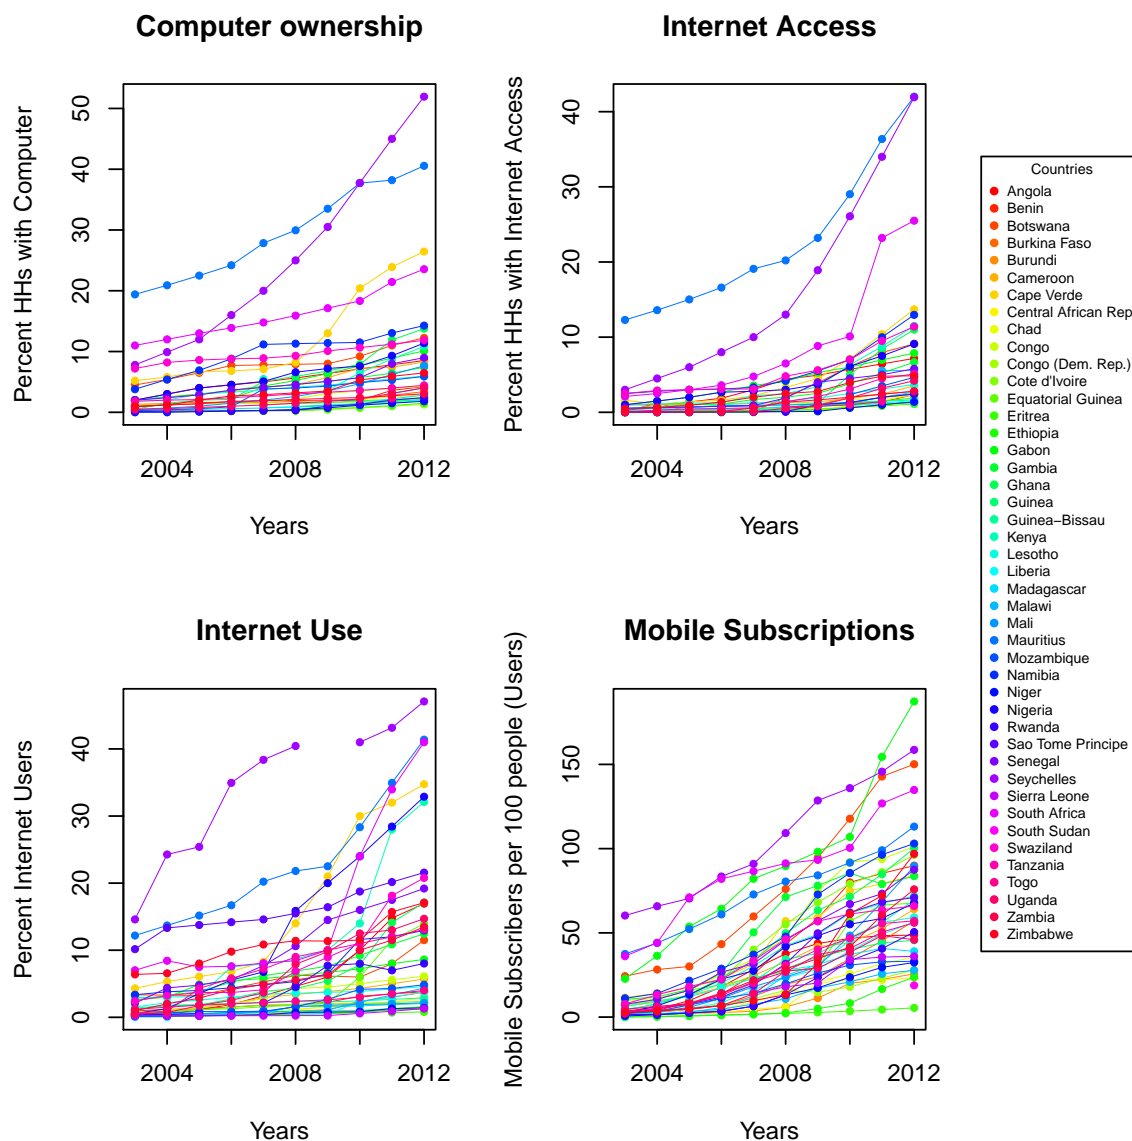 Computer ownership
Percent HHs with Computer
0 10 20 30 40 50
2004 2008 2012
Years
Internet Access
Percent HHs with Internet Access
0 10 20 30 40
2004 2008 2012
Years
Internet Use
Percent Internet Users
0 10 20 30 40
2004 2008 2012
Years
Mobile Subscriptions
Mobile Subscribers per 100 people (Users)
0 50 100 150
2004 2008 2012
Years
Countries
Angola
Benin
Botswana
Burkina Faso
Burundi
Cameroon
Cape Verde
Central African Rep
Chad
Congo
Congo (Dem. Rep.)
Cote d'Ivoire
Equatorial Guinea
Eritrea
Ethiopia
Gabon
Gambia
Ghana
Guinea
Guinea−Bissau
Kenya
Lesotho
Liberia
Madagascar
Malawi
Mali
Mauritius
Mozambique
Namibia
Niger
Nigeria
Rwanda
Sao Tome Principe
Senegal
Seychelles
Sierra Leone
South Africa
South Sudan
Swaziland
Tanzania
Togo
Uganda
Zambia
Zimbabwe